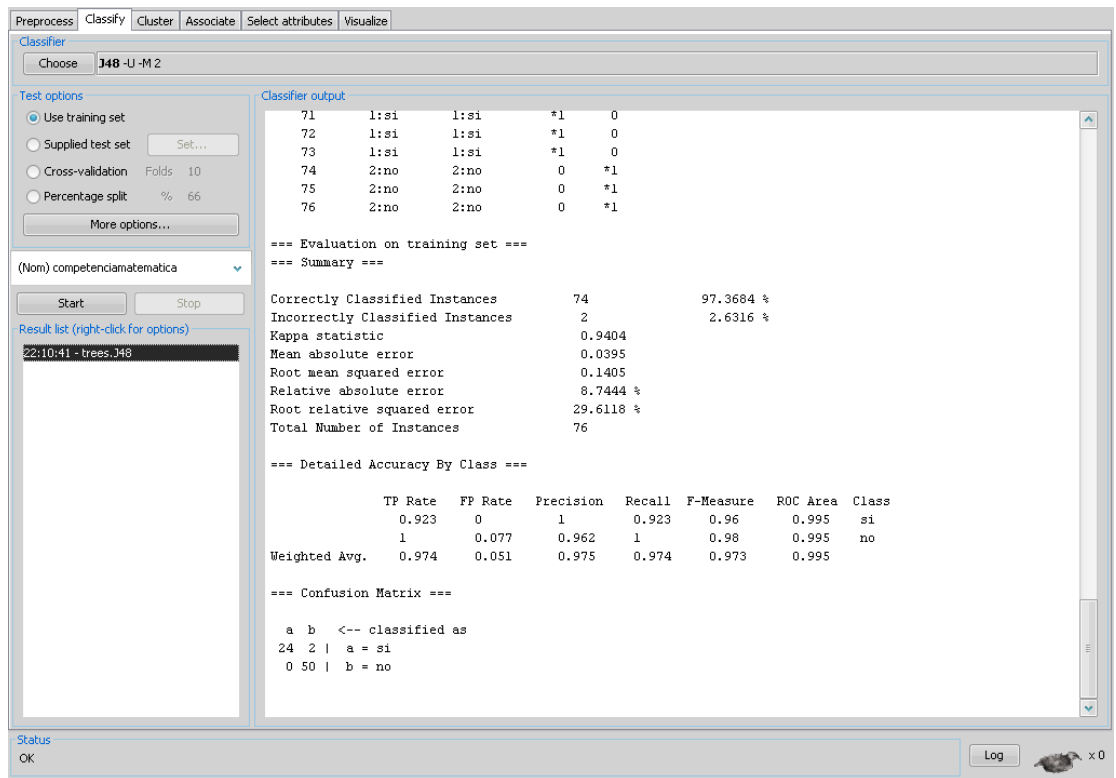 Preprocess Classify Cluster Associate Select attributes Visualize
Classifier
Choose J48 -U -M 2
Test options
Use training set
Supplied test set Set...
Cross-validation Folds 10
Percentage split % 66
More options...
(Nom) competenciamatematica
Start Stop
Result list (right-click for options)
22:10:41 - trees.J48
Classifier output
71 1:si 1:si *1 0
72 1:si 1:si *1 0
73 1:si 1:si *1 0
74 2:no 2:no 0 *1
75 2:no 2:no 0 *1
76 2:no 2:no 0 *1
=== Evaluation on training set ===
=== Summary ===
Correctly Classified Instances 74 97.3684 %
Incorrectly Classified Instances 2 2.6316 %
Kappa statistic 0.9404
Mean absolute error 0.0395
Root mean squared error 0.1405
Relative absolute error 8.7444 %
Root relative squared error 29.6118 %
Total Number of Instances 76
=== Detailed Accuracy By Class ===
TP Rate FP Rate Precision Recall F-Measure ROC Area Class
0.923 0 1 0.923 0.96 0.995 si
1 0.077 0.962 1 0.98 0.995 no
Weighted Avg. 0.974 0.051 0.975 0.974 0.973 0.995
=== Confusion Matrix ===
a b <-- classified as
24 2 | a = si
0 50 | b = no
Status
OK
Log x 0